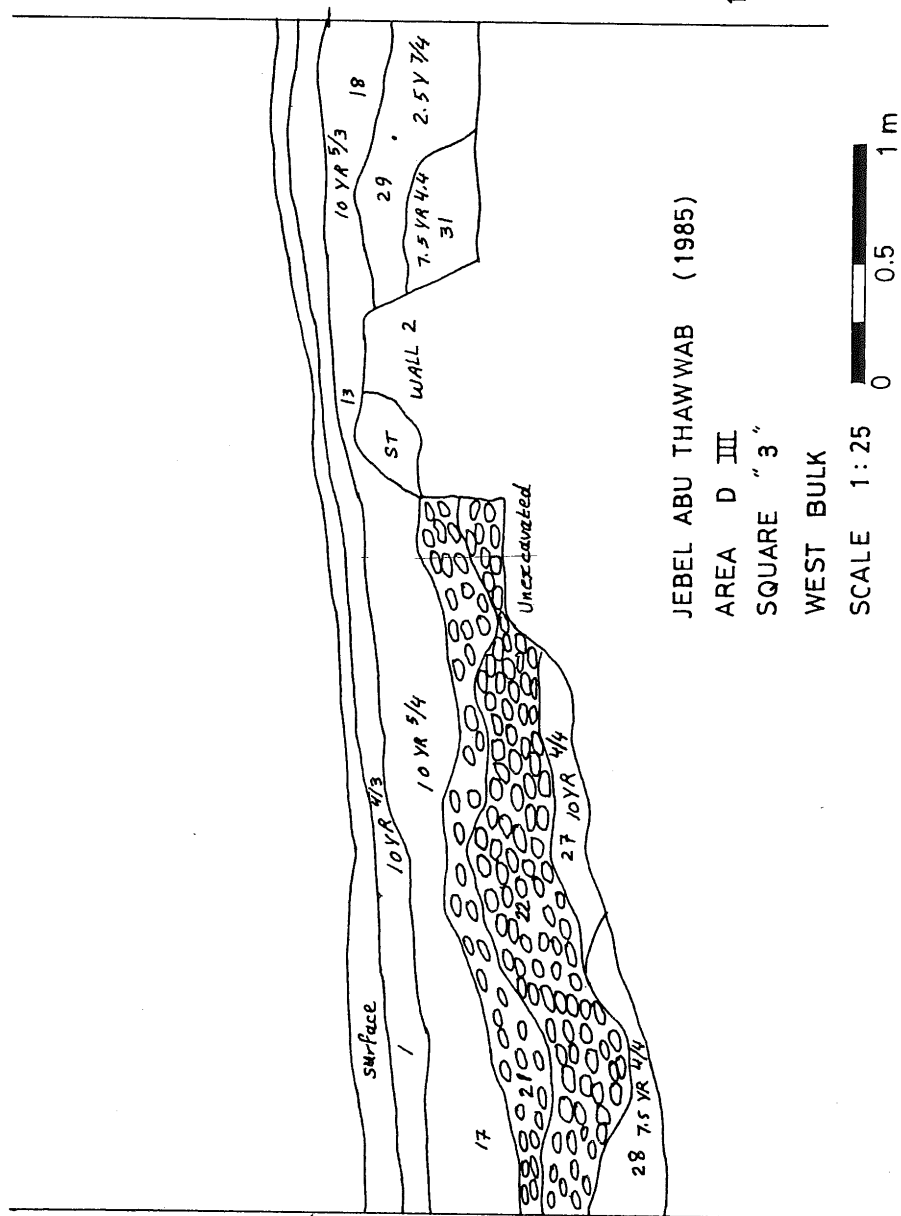 surface
1
10 YR 4/3
17
10 YR 5/4
21
22
27 10 YR 4/4
28 7.5 YR 4/4
Unexcavated
ST
13
WALL 2
10 YR 5/3
18
29
2.5 Y 7/4
7.5 YR 4.4
31
JEBEL ABU THAWWAB (1985)
AREA D III
SQUARE "3"
WEST BULK
SCALE 1:25
0 0.5 1 m